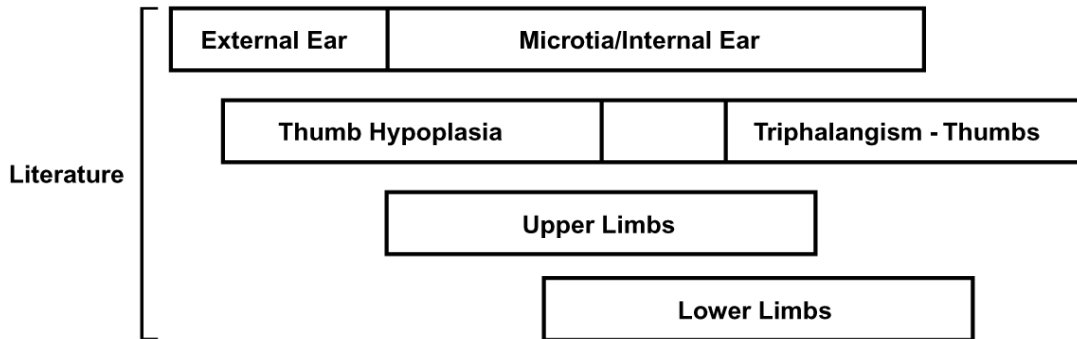 External Ear
Microtia/Internal Ear
Thumb Hypoplasia
Triphalangism - Thumbs
Literature
Upper Limbs
Lower Limbs